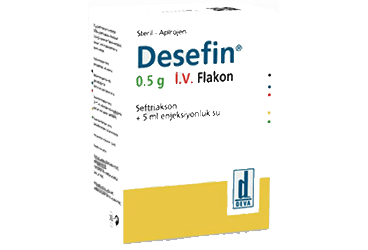 Steril - Apirojen
Desefin®
0.5 g I.V. Flakon
Seftriakson
+ 5 ml enjeksiyonluk su
d
DEVA